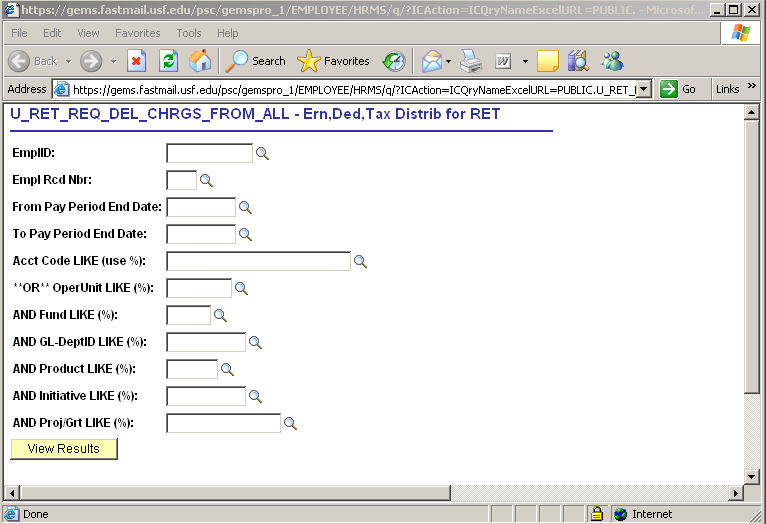 https://gems.fastmail.usf.edu/psc/gemspro_1/EMPLOYEE/HRMS/q/?ICAction=ICQryNameExcelURL=PUBLIC. - Microsof...
File Edit View Favorites Tools Help
Back Search Favorites W
Address https://gems.fastmail.usf.edu/psc/gemspro_1/EMPLOYEE/HRMS/q/?ICAction=ICQryNameExcelURL=PUBLIC.U_RET_ Go Links »
U_RET_REQ_DEL_CHRGS_FROM_ALL - Ern,Ded,Tax Distrib for RET
EmplID:
Empl Rcd Nbr:
From Pay Period End Date:
To Pay Period End Date:
Acct Code LIKE (use %):
**OR** OperUnit LIKE (%):
AND Fund LIKE (%):
AND GL-DeptID LIKE (%):
AND Product LIKE (%):
AND Initiative LIKE (%):
AND Proj/Grt LIKE (%):
View Results
Done Internet